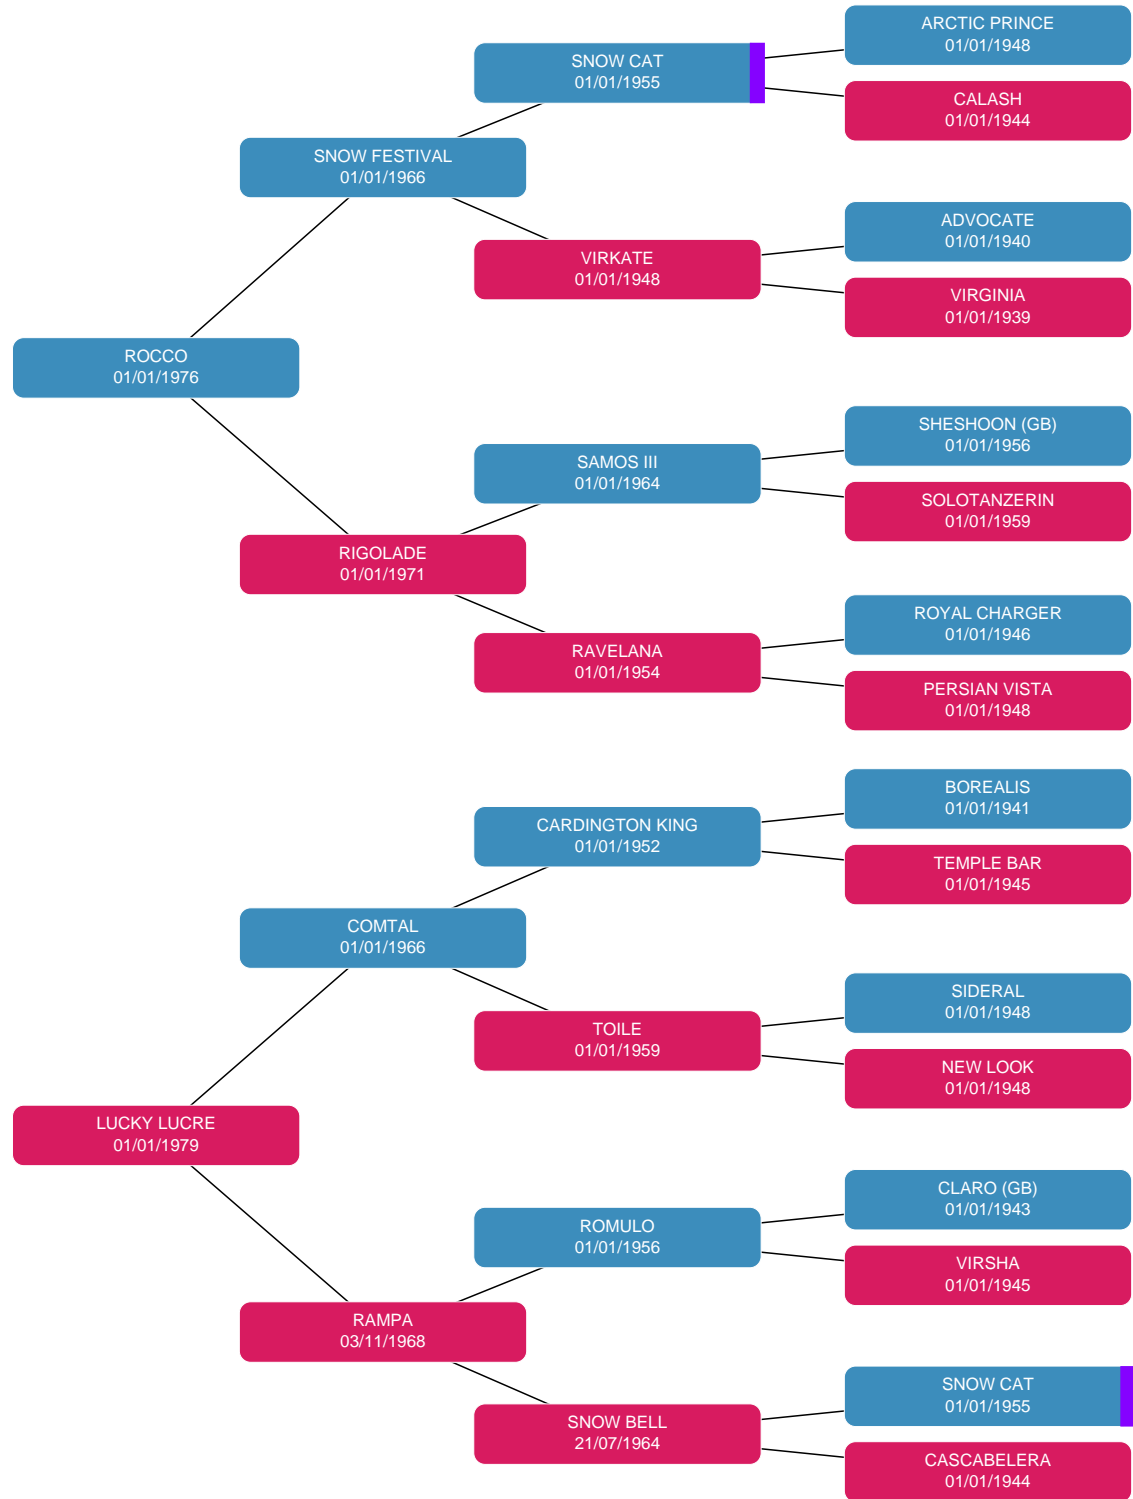 ARCTIC PRINCE
01/01/1948
SNOW CAT
01/01/1955
CALASH
01/01/1944
SNOW FESTIVAL
01/01/1966
ADVOCATE
01/01/1940
VIRKATE
01/01/1948
VIRGINIA
01/01/1939
ROCCO
01/01/1976
SHESHOON (GB)
01/01/1956
SAMOS III
01/01/1964
SOLOTANZERIN
01/01/1959
RIGOLADE
01/01/1971
ROYAL CHARGER
01/01/1946
RAVELANA
01/01/1954
PERSIAN VISTA
01/01/1948
BOREALIS
01/01/1941
CARDINGTON KING
01/01/1952
TEMPLE BAR
01/01/1945
COMTAL
01/01/1966
SIDERAL
01/01/1948
TOILE
01/01/1959
NEW LOOK
01/01/1948
LUCKY LUCRE
01/01/1979
CLARO (GB)
01/01/1943
ROMULO
01/01/1956
VIRSHA
01/01/1945
RAMPA
03/11/1968
SNOW CAT
01/01/1955
SNOW BELL
21/07/1964
CASCABELERA
01/01/1944